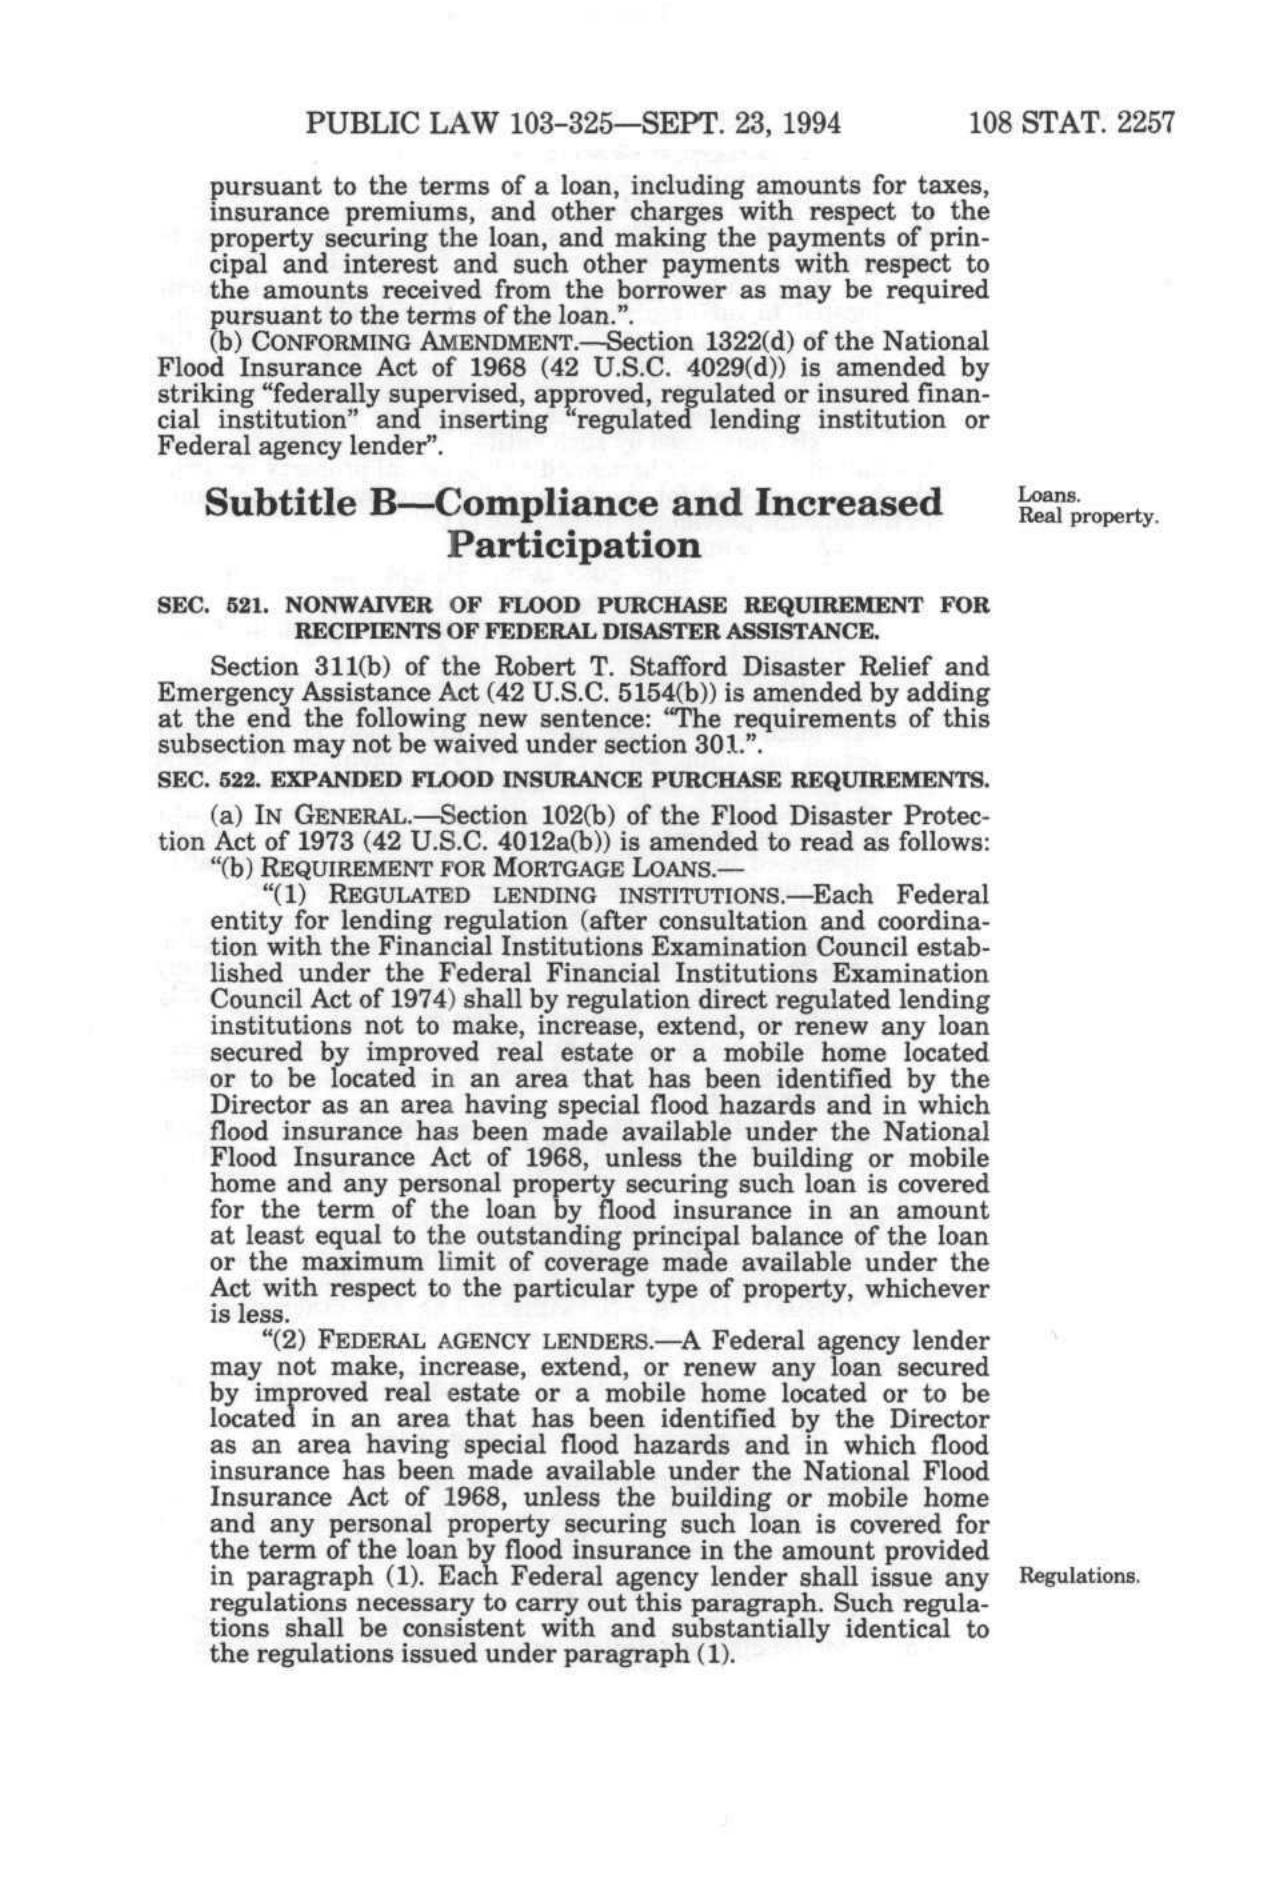 PUBLIC LAW 103-325—SEPT. 23, 1994 108 STAT. 2257
pursuant to the terms of a loan, including amounts for taxes,
insurance premiums, and other charges with respect to the
property securing the loan, and making the payments of prin-
cipal and interest and such other payments with respect to
the amounts received from the borrower as may be required
pursuant to the terms of the loan.”.
(b) CONFORMING AMENDMENT.—Section 1322(d) of the National
Flood Insurance Act of 1968 (42 U.S.C. 4029(d)) is amended by
striking “federally supervised, approved, regulated or insured finan-
cial institution” and inserting “regulated lending institution or
Federal agency lender”.
Subtitle B—Compliance and Increased
Participation
Loans.
Real property.
SEC. 521. NONWAIVER OF FLOOD PURCHASE REQUIREMENT FOR
RECIPIENTS OF FEDERAL DISASTER ASSISTANCE.
Section 311(b) of the Robert T. Stafford Disaster Relief and
Emergency Assistance Act (42 U.S.C. 5154(b)) is amended by adding
at the end the following new sentence: “The requirements of this
subsection may not be waived under section 301.”.
SEC. 522. EXPANDED FLOOD INSURANCE PURCHASE REQUIREMENTS.
(a) IN GENERAL.—Section 102(b) of the Flood Disaster Protec-
tion Act of 1973 (42 U.S.C. 4012a(b)) is amended to read as follows:
“(b) REQUIREMENT FOR MORTGAGE LOANS.—
“(1) REGULATED LENDING INSTITUTIONS.—Each Federal
entity for lending regulation (after consultation and coordina-
tion with the Financial Institutions Examination Council estab-
lished under the Federal Financial Institutions Examination
Council Act of 1974) shall by regulation direct regulated lending
institutions not to make, increase, extend, or renew any loan
secured by improved real estate or a mobile home located
or to be located in an area that has been identified by the
Director as an area having special flood hazards and in which
flood insurance has been made available under the National
Flood Insurance Act of 1968, unless the building or mobile
home and any personal property securing such loan is covered
for the term of the loan by flood insurance in an amount
at least equal to the outstanding principal balance of the loan
or the maximum limit of coverage made available under the
Act with respect to the particular type of property, whichever
is less.
“(2) FEDERAL AGENCY LENDERS.—A Federal agency lender
may not make, increase, extend, or renew any loan secured
by improved real estate or a mobile home located or to be
located in an area that has been identified by the Director
as an area having special flood hazards and in which flood
insurance has been made available under the National Flood
Insurance Act of 1968, unless the building or mobile home
and any personal property securing such loan is covered for
the term of the loan by flood insurance in the amount provided
in paragraph (1). Each Federal agency lender shall issue any
Regulations.
regulations necessary to carry out this paragraph. Such regula-
tions shall be consistent with and substantially identical to
the regulations issued under paragraph (1).